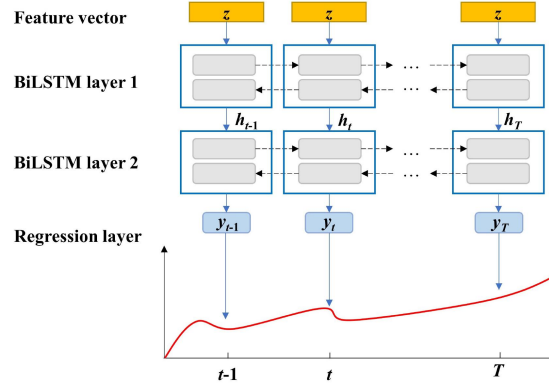 Feature vector z z z
BiLSTM layer 1 ...
...
h_{t-1} h_t h_T
BiLSTM layer 2 ...
...
y_{t-1} y_t y_T
Regression layer
t-1 t T